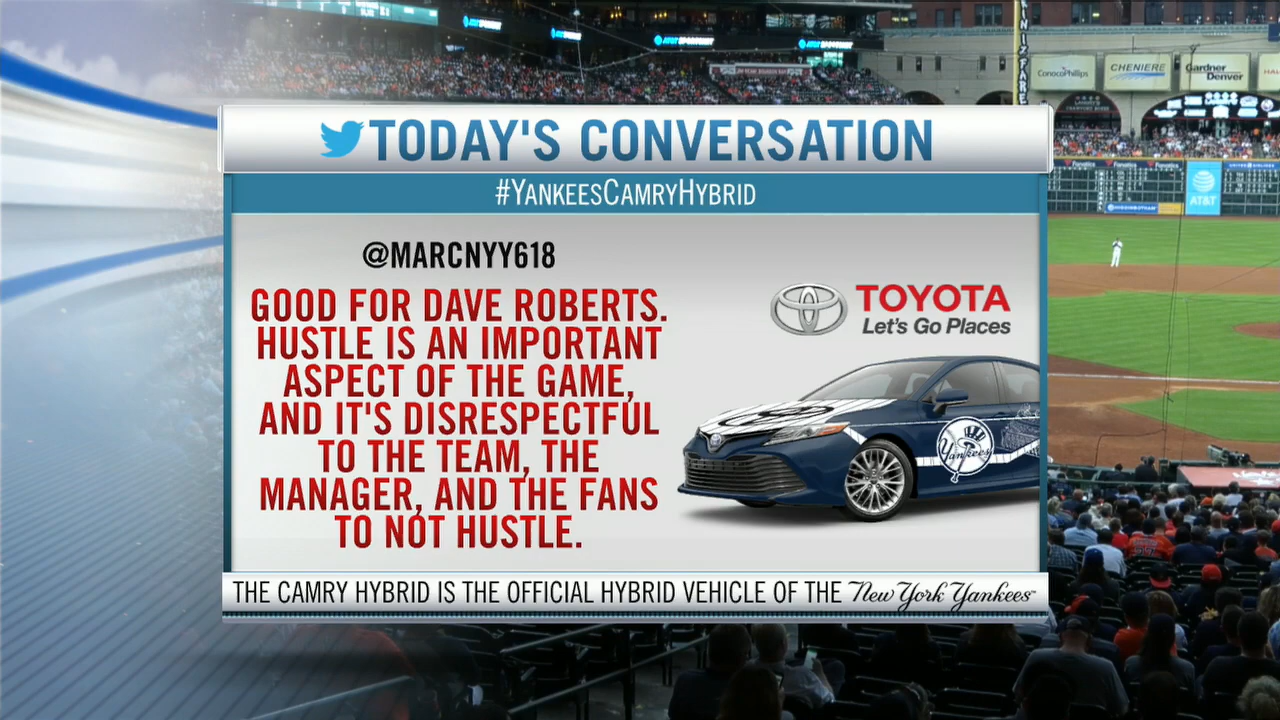 TODAY'S CONVERSATION
#YANKEESCAMRYHYBRID
@MARCNYY618
GOOD FOR DAVE ROBERTS.
HUSTLE IS AN IMPORTANT
ASPECT OF THE GAME,
AND IT'S DISRESPECTFUL
TO THE TEAM, THE
MANAGER, AND THE FANS
TO NOT HUSTLE.
TOYOTA
Let's Go Places
Yankees
THE CAMRY HYBRID IS THE OFFICIAL HYBRID VEHICLE OF THE New York Yankees
ConocoPhillips
CHENIERE
Gardner
Denver
AT&T